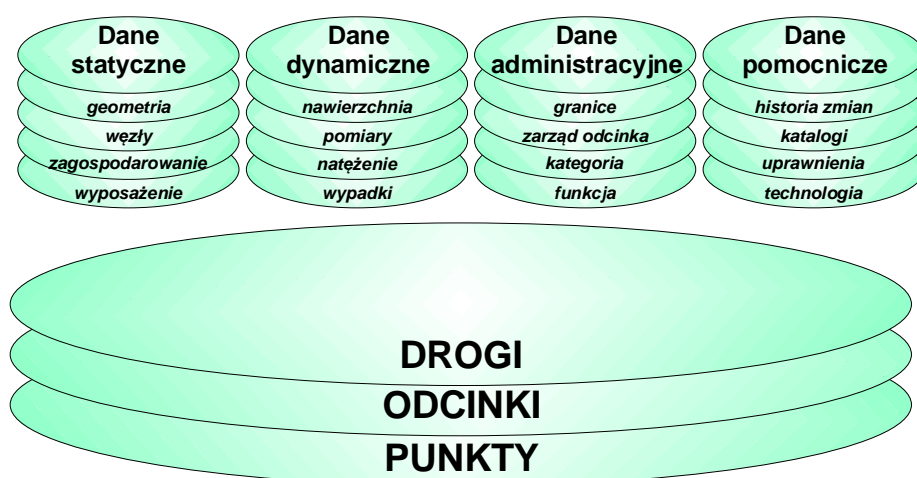 Dane
statyczne
geometria
węzły
zagospodarowanie
wyposażenie
Dane
dynamiczne
nawierzchnia
pomiary
natężenie
wypadki
Dane
administracyjne
granice
zarząd odcinka
kategoria
funkcja
Dane
pomocnicze
historia zmian
katalogi
uprawnienia
technologia
DROGI
ODCINKI
PUNKTY